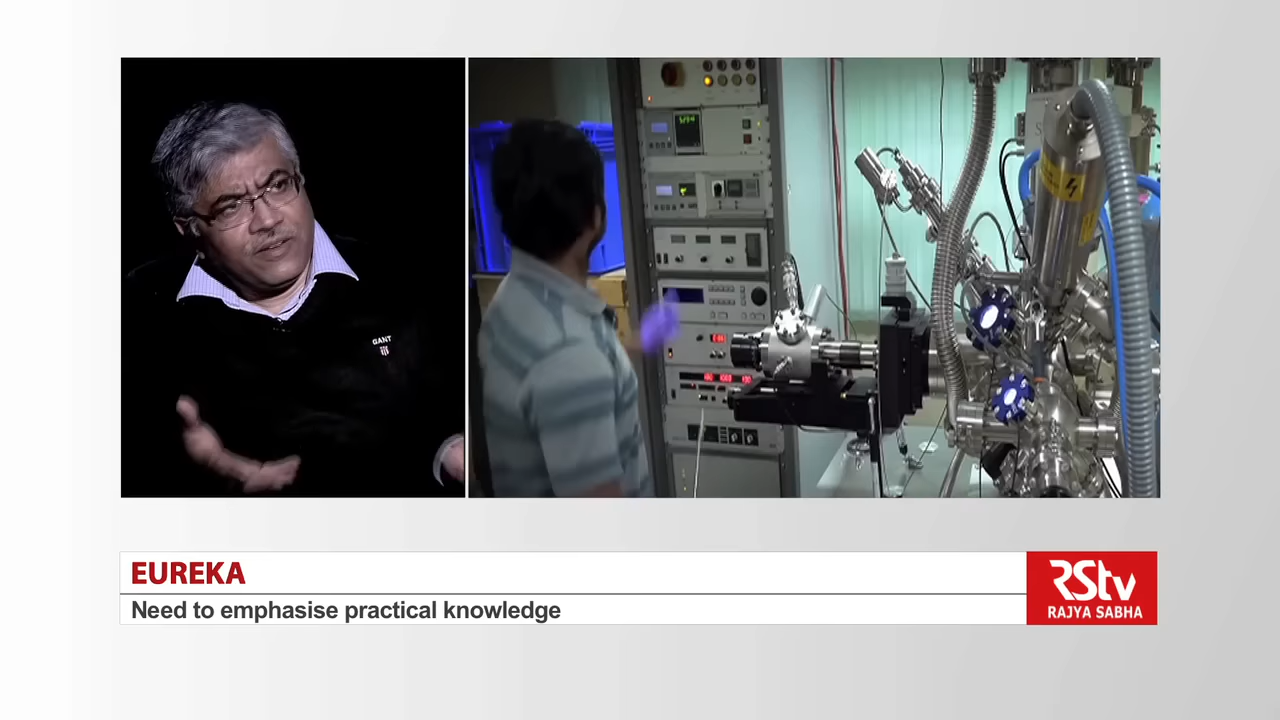 GANT
EUREKA
Need to emphasise practical knowledge
RStv
RAJYA SABHA